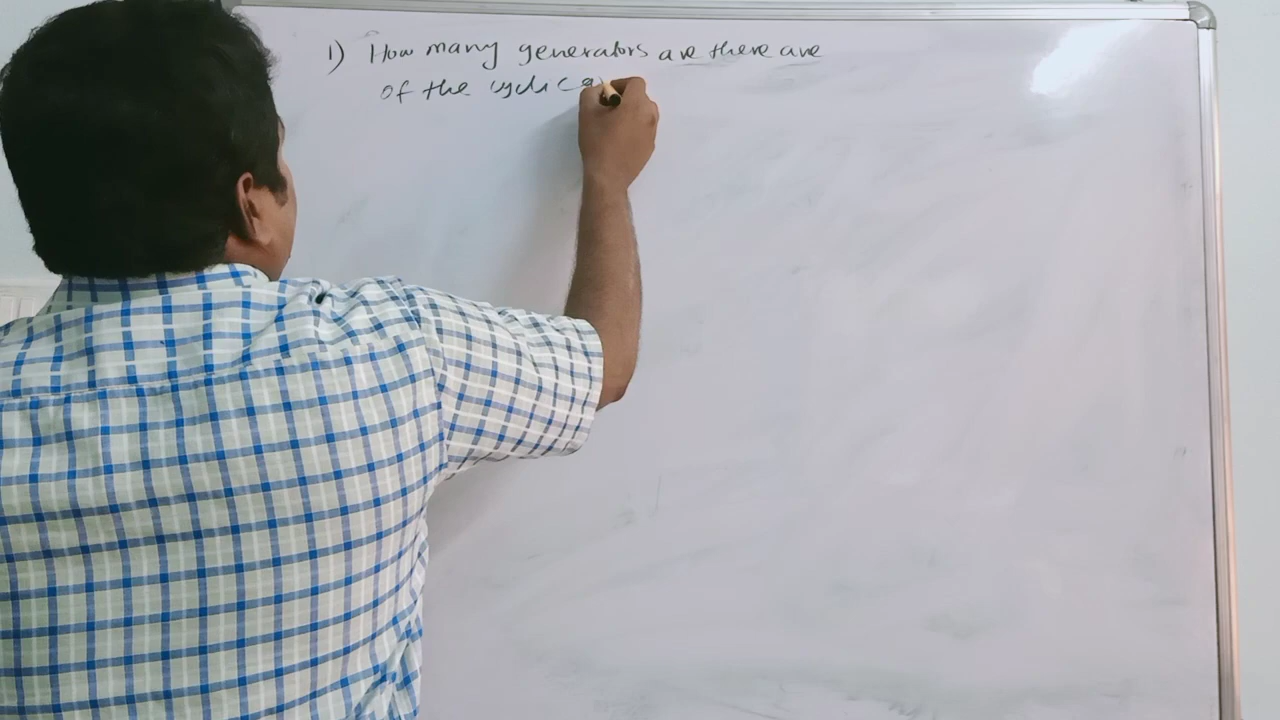 1) How many generators are there are
of the cyclic